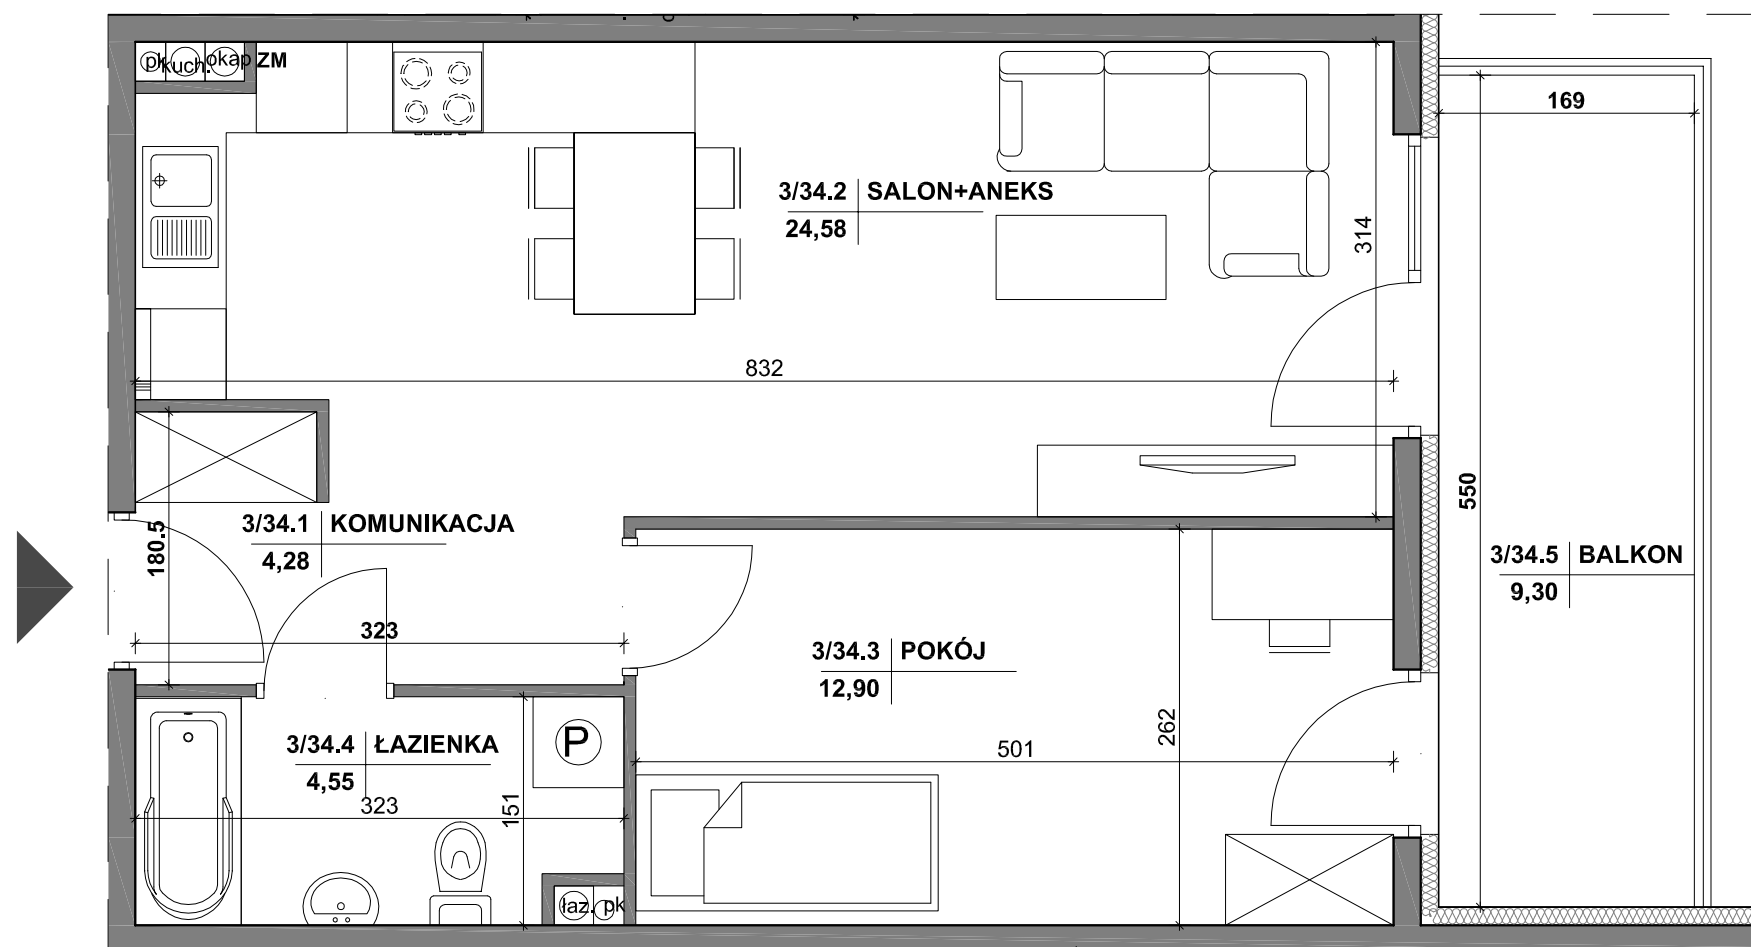 pk
kuch.
okap
ZM
169
3/34.2 SALON+ANEKS
24,58
314
832
550
180.5
3/34.1 KOMUNIKACJA
4,28
3/34.5 BALKON
9,30
323
3/34.3 POKÓJ
12,90
262
501
P
3/34.4 ŁAZIENKA
4,55
323
151
łaz.
pk